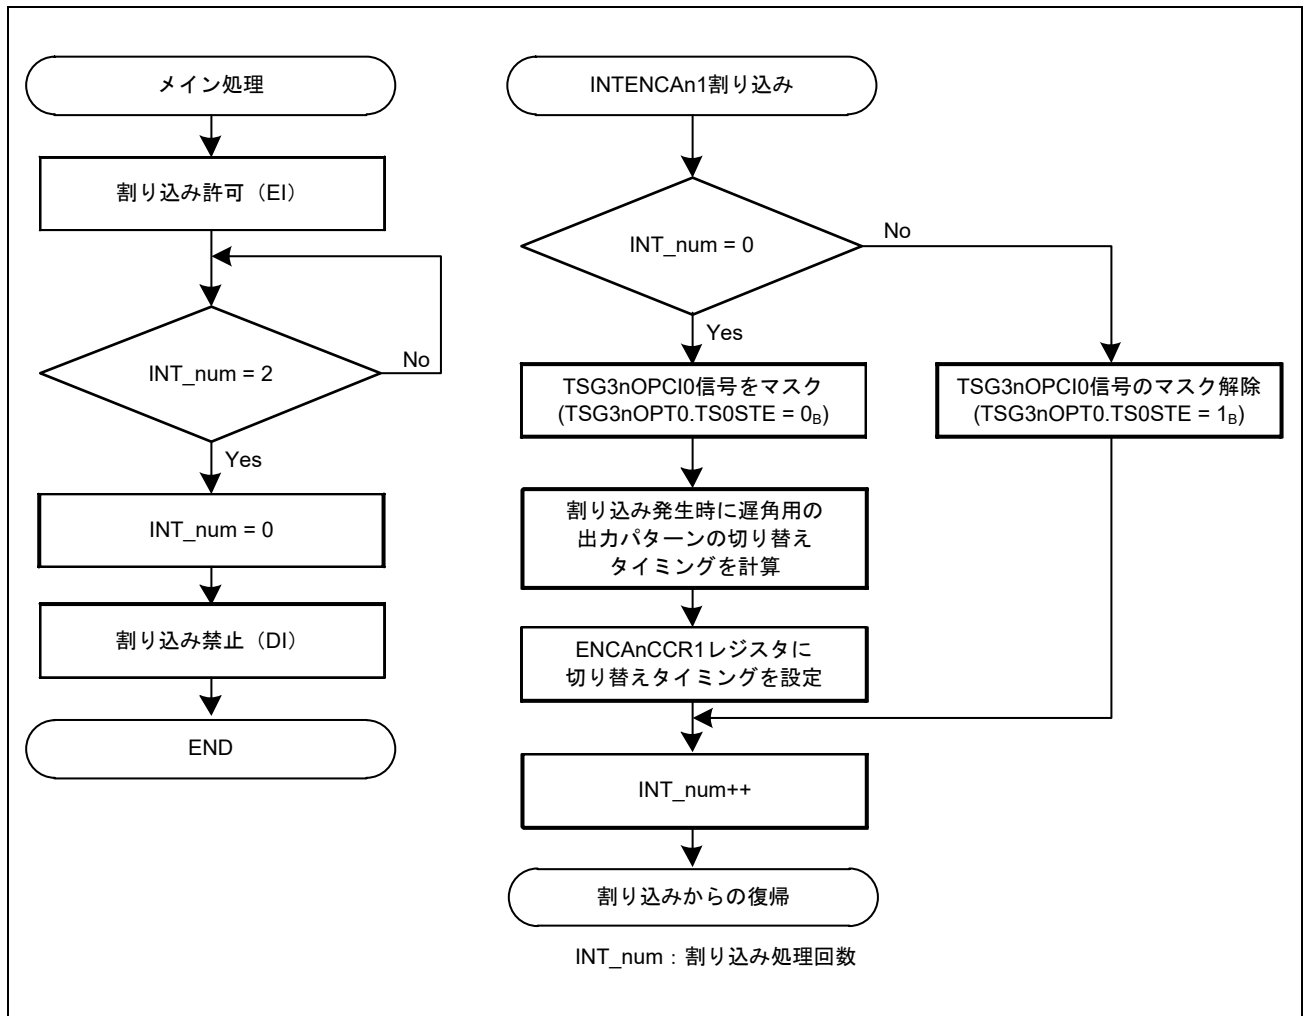 メイン処理
割り込み許可（EI）
INT_num = 2
No
Yes
INT_num = 0
割り込み禁止（DI）
END
INTENCAn1割り込み
INT_num = 0
No
Yes
TSG3nOPCI0信号をマスク
(TSG3nOPT0.TS0STE = 0B)
TSG3nOPCI0信号のマスク解除
(TSG3nOPT0.TS0STE = 1B)
割り込み発生時に遅角用の
出力パターンの切り替え
タイミングを計算
ENCAnCCR1レジスタに
切り替えタイミングを設定
INT_num++
割り込みからの復帰
INT_num：割り込み処理回数